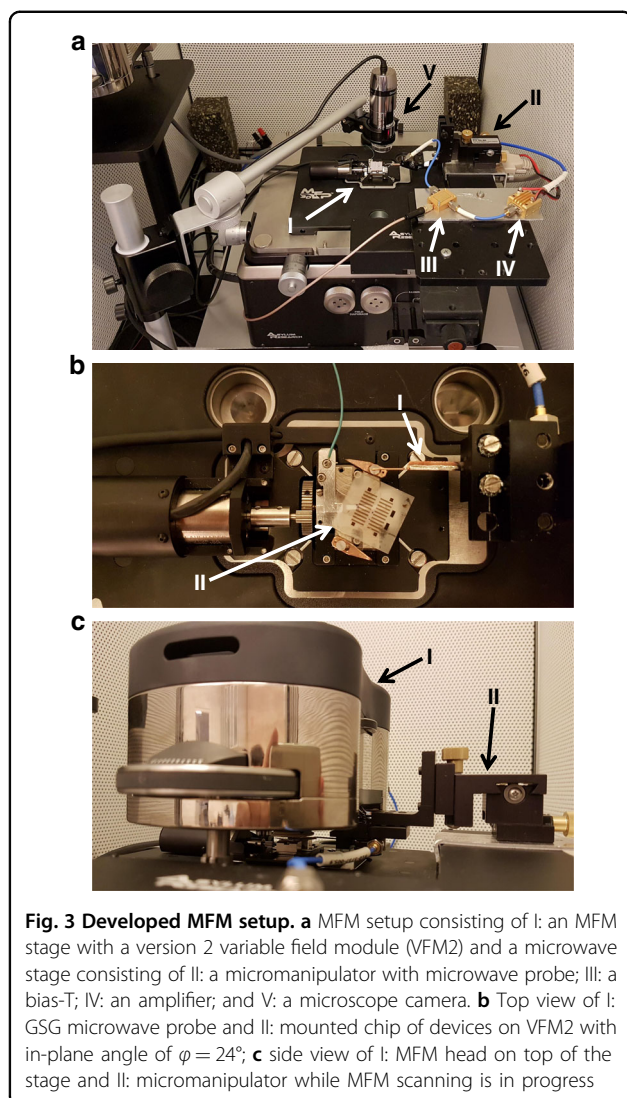 a
V
II
I
III
IV
ASYLUM RESEARCH
b
I
II
c
I
II
Fig. 3 Developed MFM setup. a MFM setup consisting of I: an MFM
stage with a version 2 variable field module (VFM2) and a microwave
stage consisting of II: a micromanipulator with microwave probe; III: a
bias-T; IV: an amplifier; and V: a microscope camera. b Top view of I:
GSG microwave probe and II: mounted chip of devices on VFM2 with
in-plane angle of φ = 24°; c side view of I: MFM head on top of the
stage and II: micromanipulator while MFM scanning is in progress